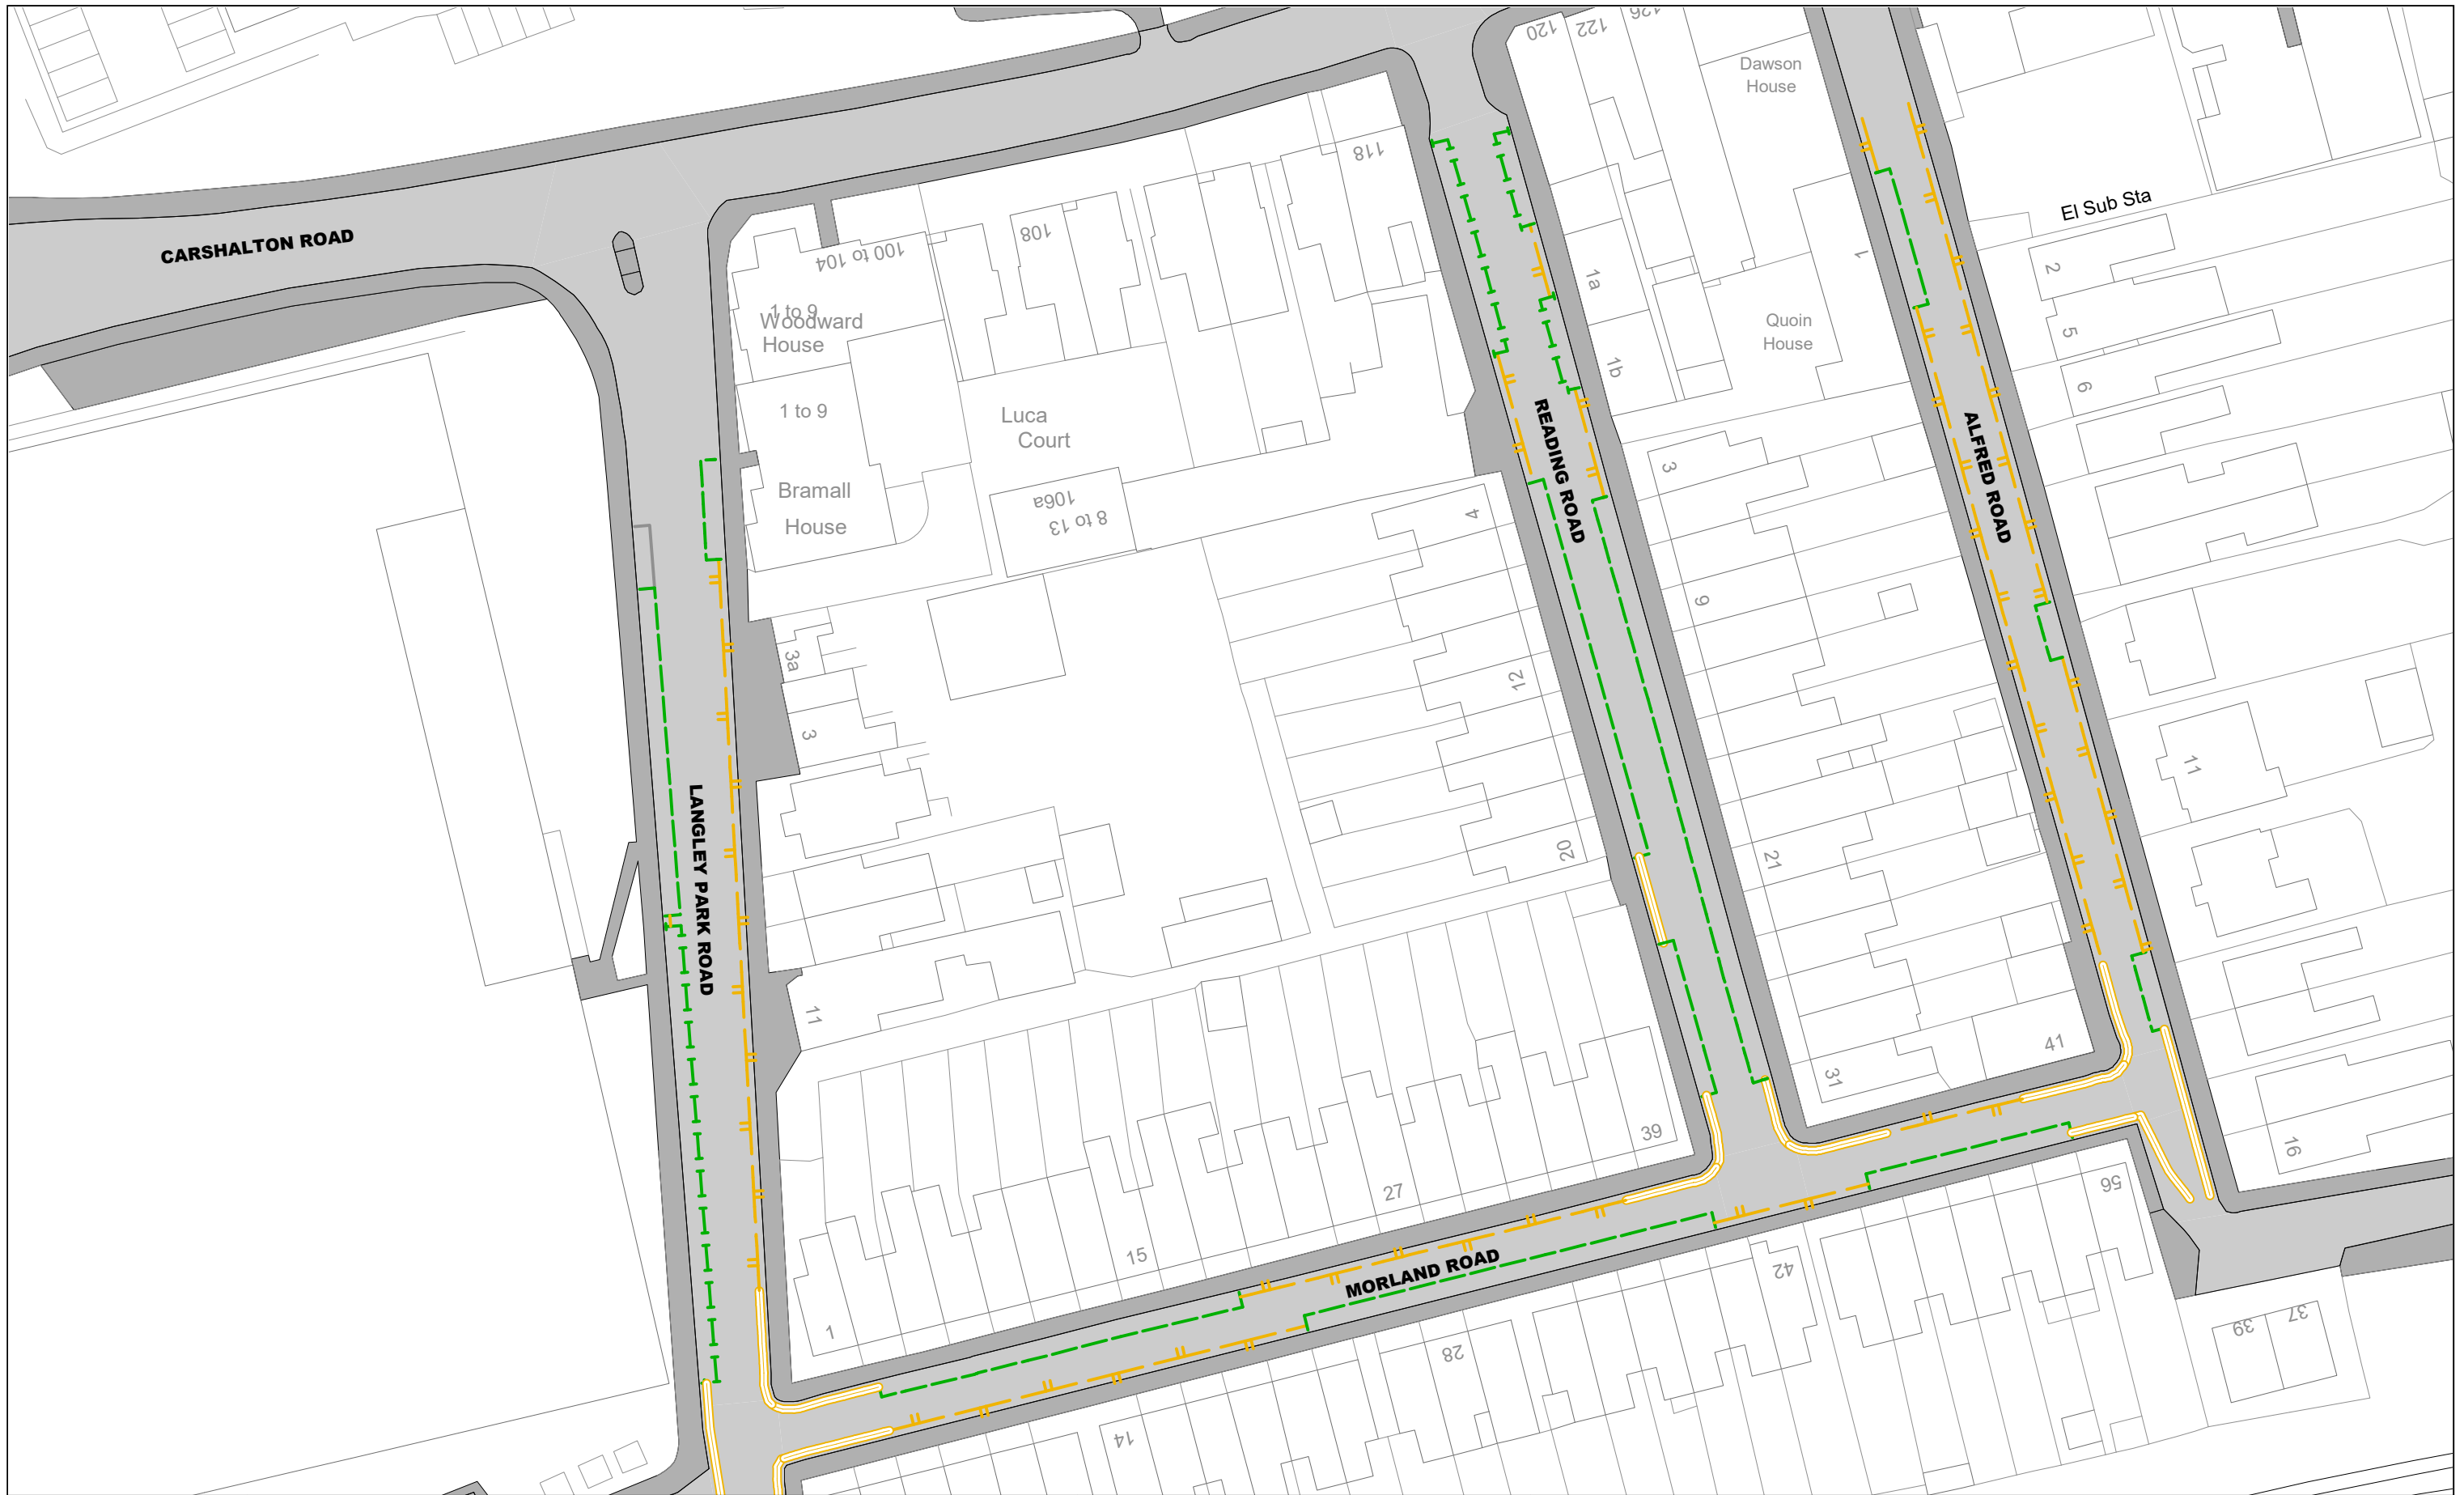 120
122
126
Dawson
House
118
El Sub Sta
CARSHALTON ROAD
108
100 to 104
1
2
1a
1 to 9
Woodward
House
Quoin
House
5
1b
6
1 to 9
Luca
Court
READING ROAD
ALFRED ROAD
3
Bramall
House
106a
8 to 13
4
9
3a
12
3
11
LANGLEY PARK ROAD
20
21
11
41
31
39
16
27
56
15
MORLAND ROAD
42
1
28
39
37
14